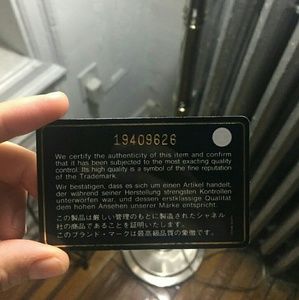 19409626
We certify the authenticity of this item and confirm
that it has been subjected to the most exacting quality
control. Its high quality is a symbol of the fine reputation
of the Trademark.
Wir bestätigen, dass es sich um einen Artikel handelt,
der während seiner Herstellung strengsten Kontrollen
unterworfen war, und dessen erstklassige Qualität
dem hohen Ansehen unserer Marke entspricht.
この製品は厳しい管理のもとに製造されたシャネル
社の商品であることを証明いたします。
このブランド・マークは最高級品質の象徴です。